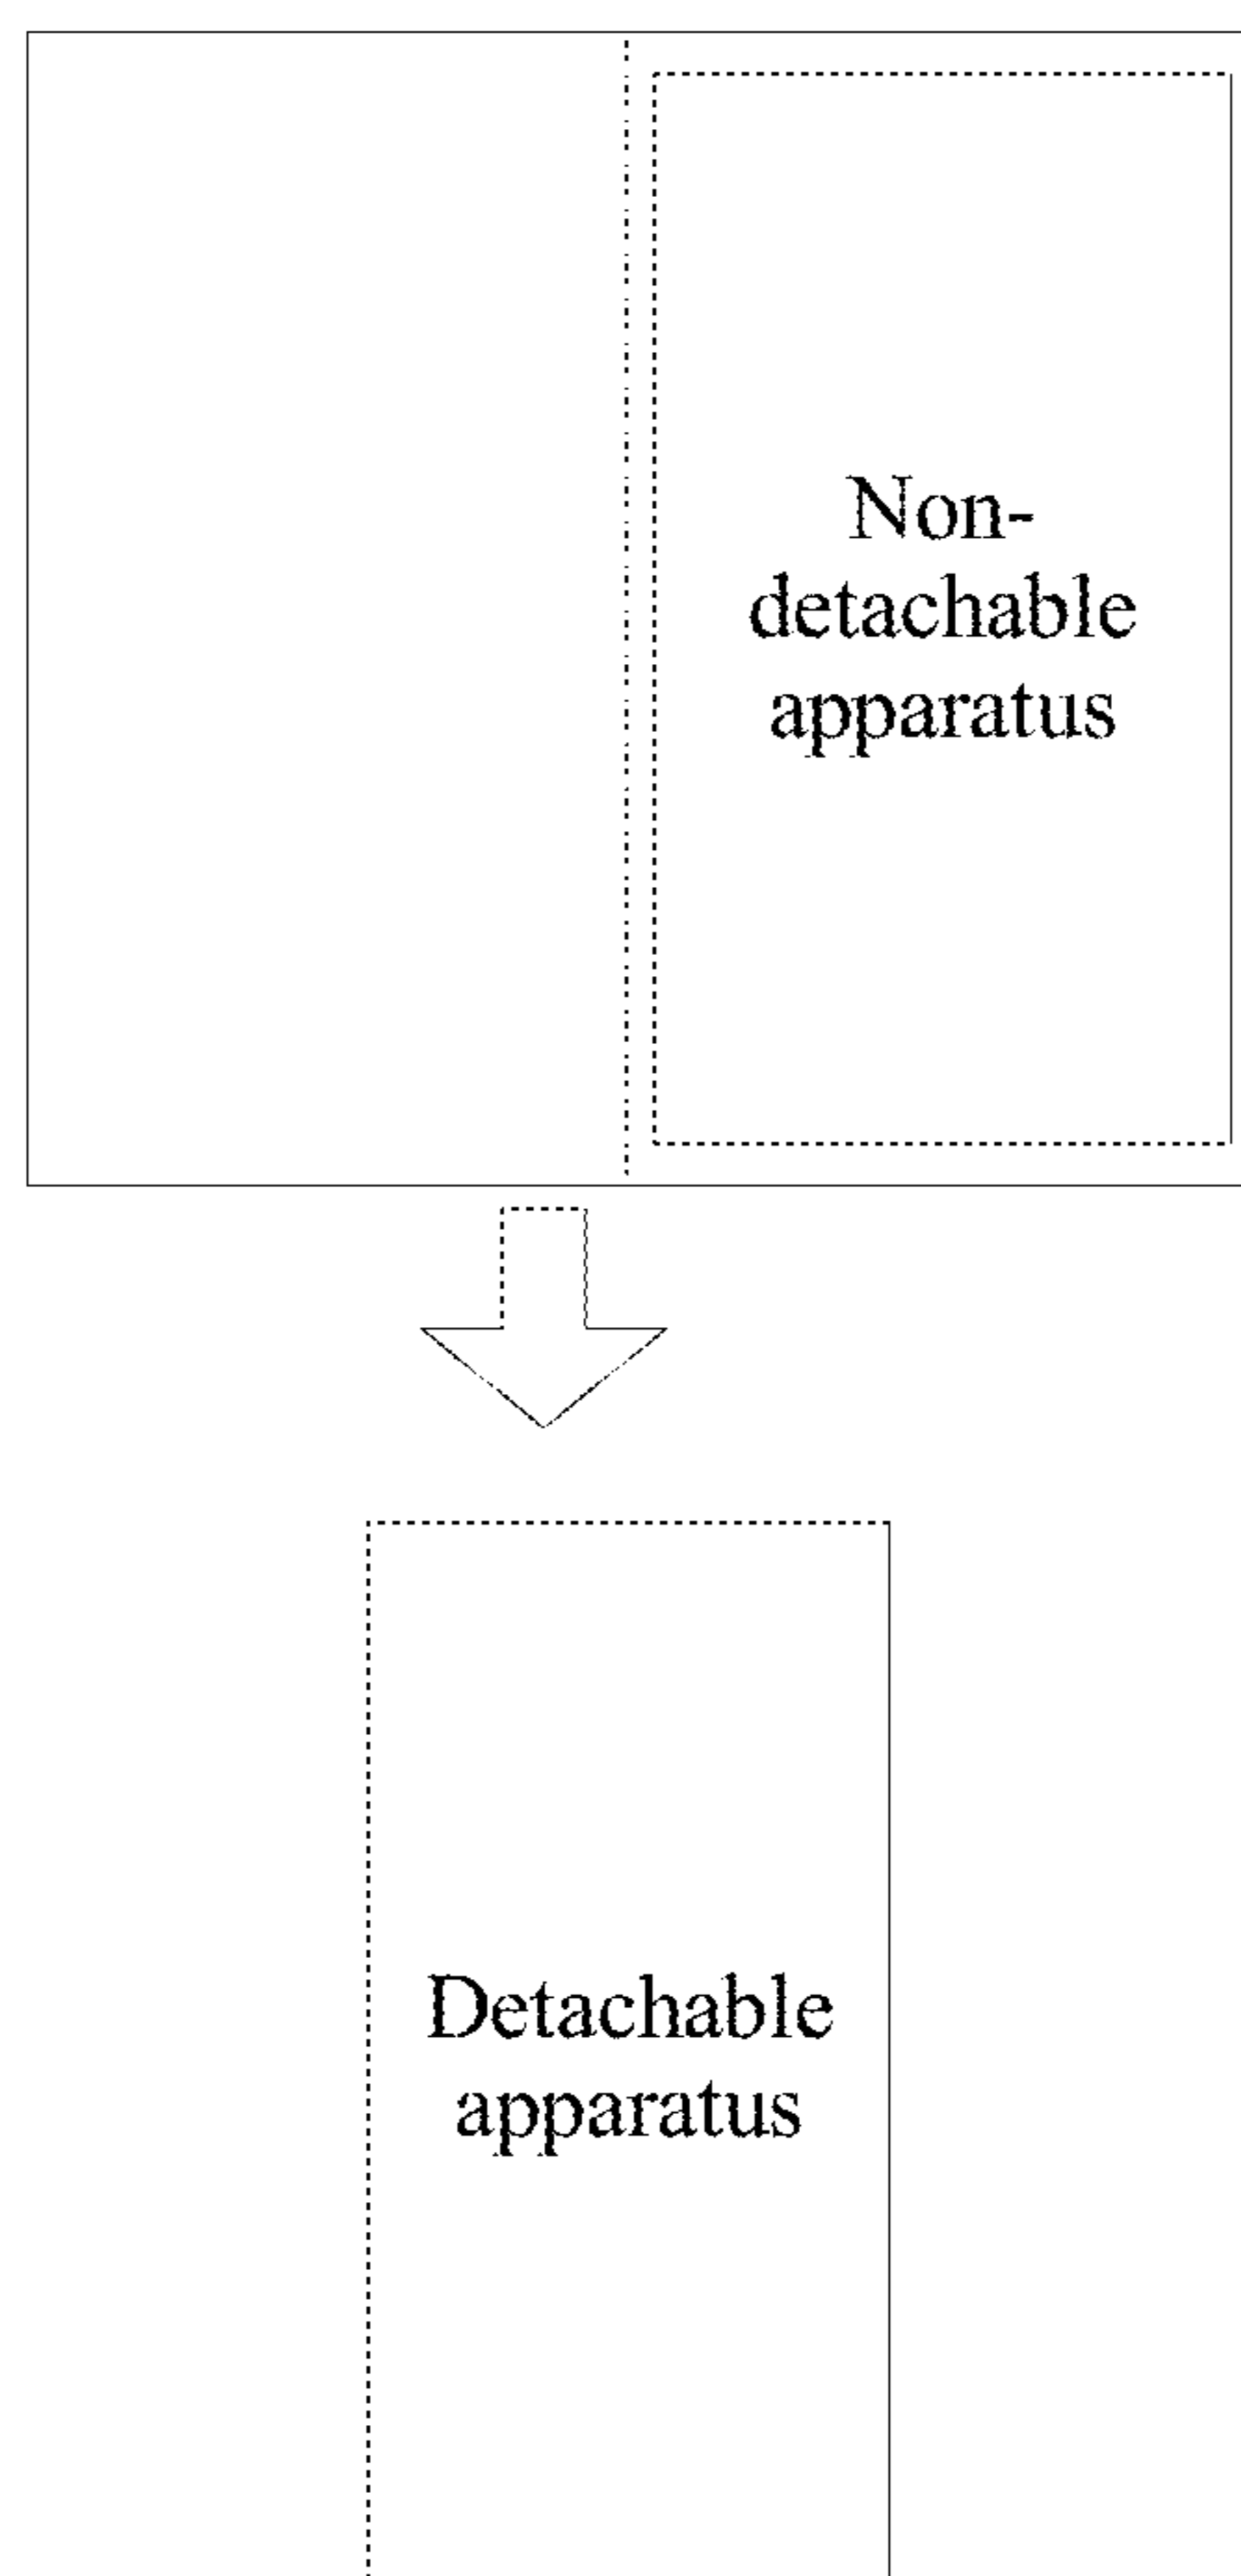 Non-
detachable
apparatus
Detachable
apparatus